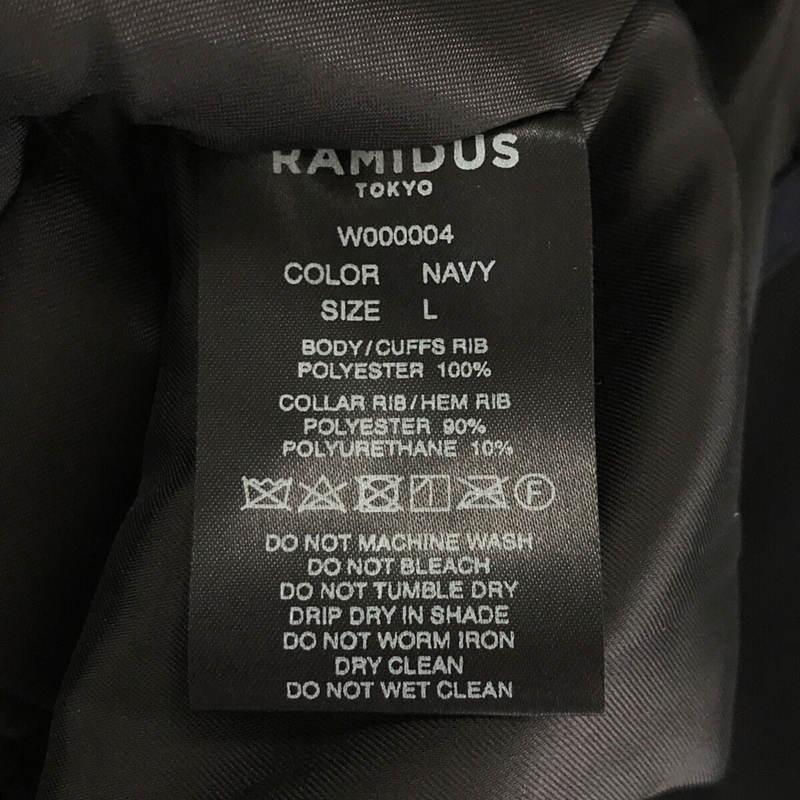 RAMIDUS
TOKYO
W000004
COLOR NAVY
SIZE L
BODY/CUFFS RIB
POLYESTER 100%
COLLAR RIB/HEM RIB
POLYESTER 90%
POLYURETHANE 10%
F
DO NOT MACHINE WASH
DO NOT BLEACH
DO NOT TUMBLE DRY
DRIP DRY IN SHADE
DO NOT WORM IRON
DRY CLEAN
DO NOT WET CLEAN